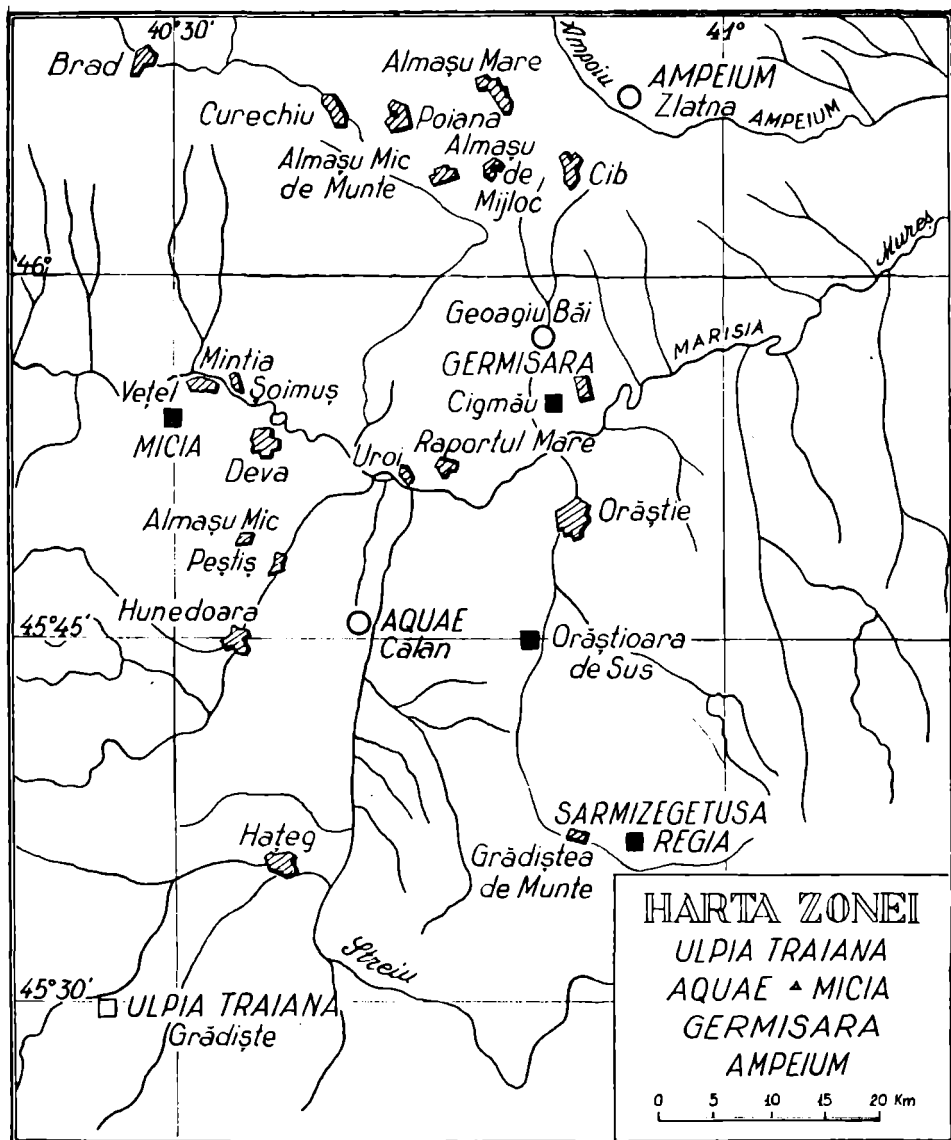 40°30'
41°
Brad
Almașu Mare
Ampoiu
AMPEIUM
Zlatna
AMPEIUM
Curechiu
Poiana
Almașu Mic
de Munte
Almașu
de
Mijloc
Cib
Mureș
46°
Geoagiu Băi
GERMISARA
MARISIA
Mintia
Vețel
Șoimuș
Cigmău
MICIA
Deva
Uroi
Raportul Mare
Orăștie
Almașu Mic
Peștiș
Hunedoara
45°45'
AQUAE
Călan
Orăștioara
de Sus
SARMIZEGETUSA
REGIA
Hațeg
Grădiștea
de Munte
Streiu
45°30'
ULPIA TRAIANA
Grădiște
HARTA ZONEI
ULPIA TRAIANA
AQUAE ▲ MICIA
GERMISARA
AMPEIUM
0 5 10 15 20 Km